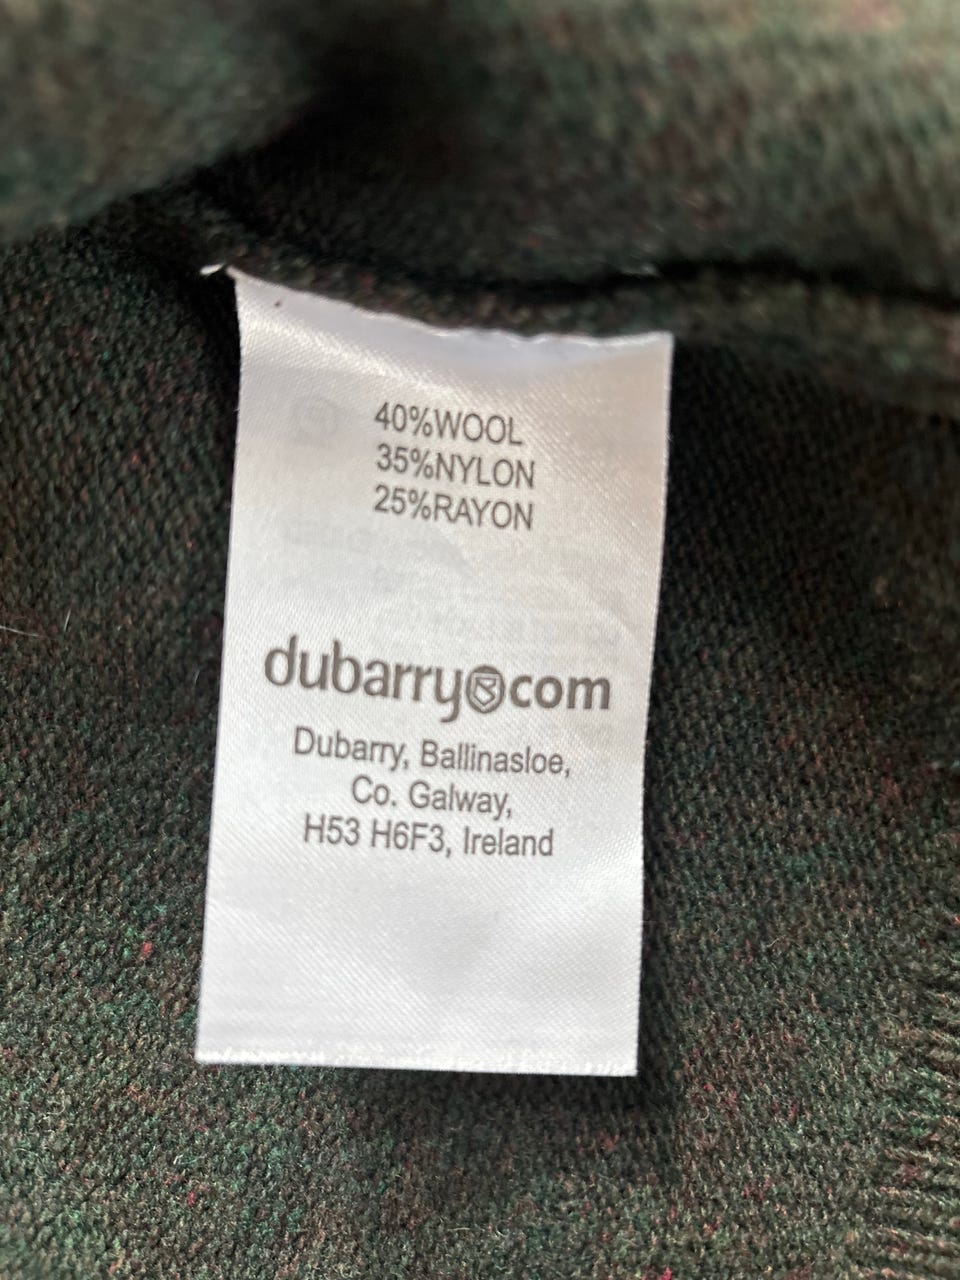 40%WOOL
35%NYLON
25%RAYON
dubarry.com
Dubarry, Ballinasloe,
Co. Galway,
H53 H6F3, Ireland